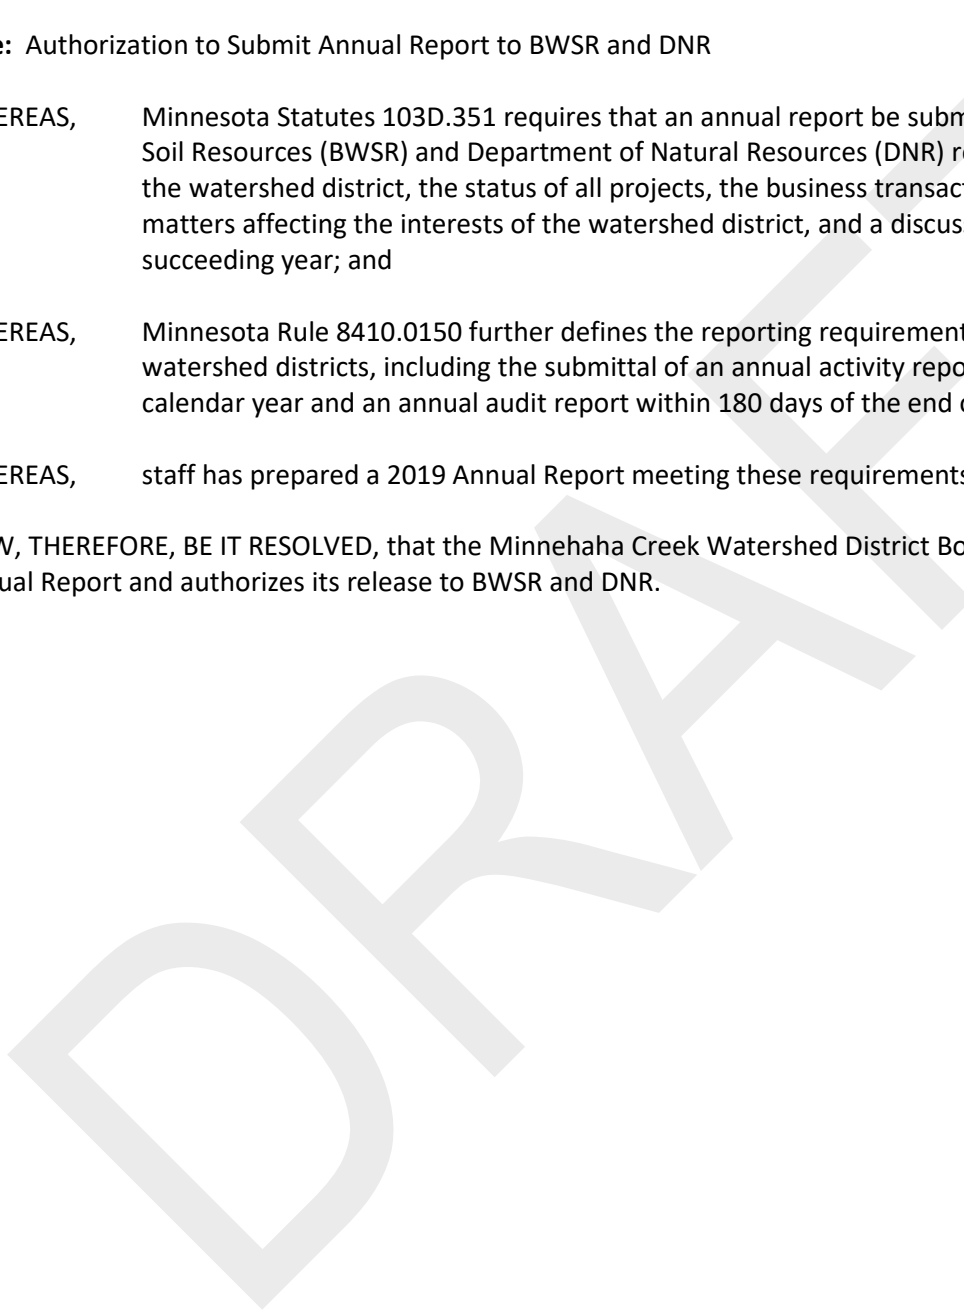 e: Authorization to Submit Annual Report to BWSR and DNR
EREAS, Minnesota Statutes 103D.351 requires that an annual report be subm
Soil Resources (BWSR) and Department of Natural Resources (DNR) r
the watershed district, the status of all projects, the business transact
matters affecting the interests of the watershed district, and a discus
succeeding year; and
EREAS, Minnesota Rule 8410.0150 further defines the reporting requirement
watershed districts, including the submittal of an annual activity repo
calendar year and an annual audit report within 180 days of the end
EREAS, staff has prepared a 2019 Annual Report meeting these requirements
W, THEREFORE, BE IT RESOLVED, that the Minnehaha Creek Watershed District Bo
ual Report and authorizes its release to BWSR and DNR.
DRAF